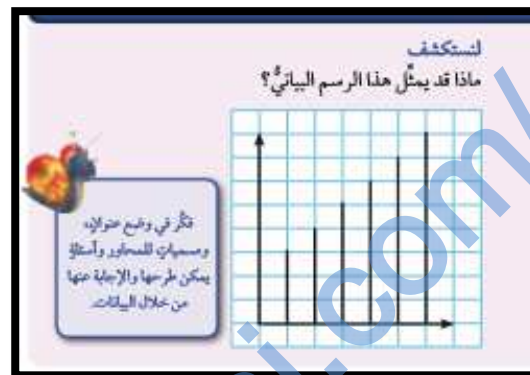 لنستكشف
ماذا قد يمثِّل هذا الرسم البيانيُّ؟
فكِّر في وضع عنوانٍ،
ومسمياتٍ للمحاور وأسئلةٍ
يمكن طرحها والإجابة عنها
من خلال البيانات.